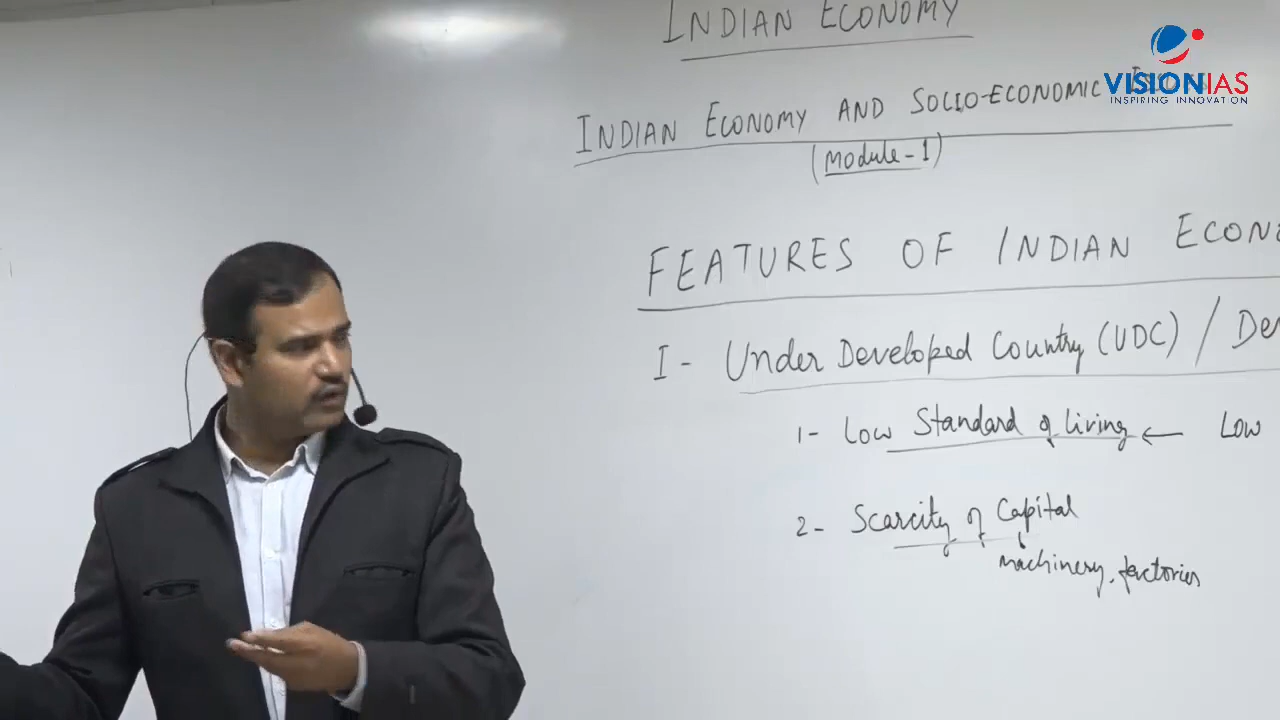 INDIAN ECONOMY
VISIONIAS
INSPIRING INNOVATION
INDIAN ECONOMY AND SOCIO-ECONOMIC
(Module-1)
FEATURES OF INDIAN ECON
I- Under Developed Country (UDC) / De
1- Low Standard of living ← Low
2- Scarcity of Capital
machinery, factories